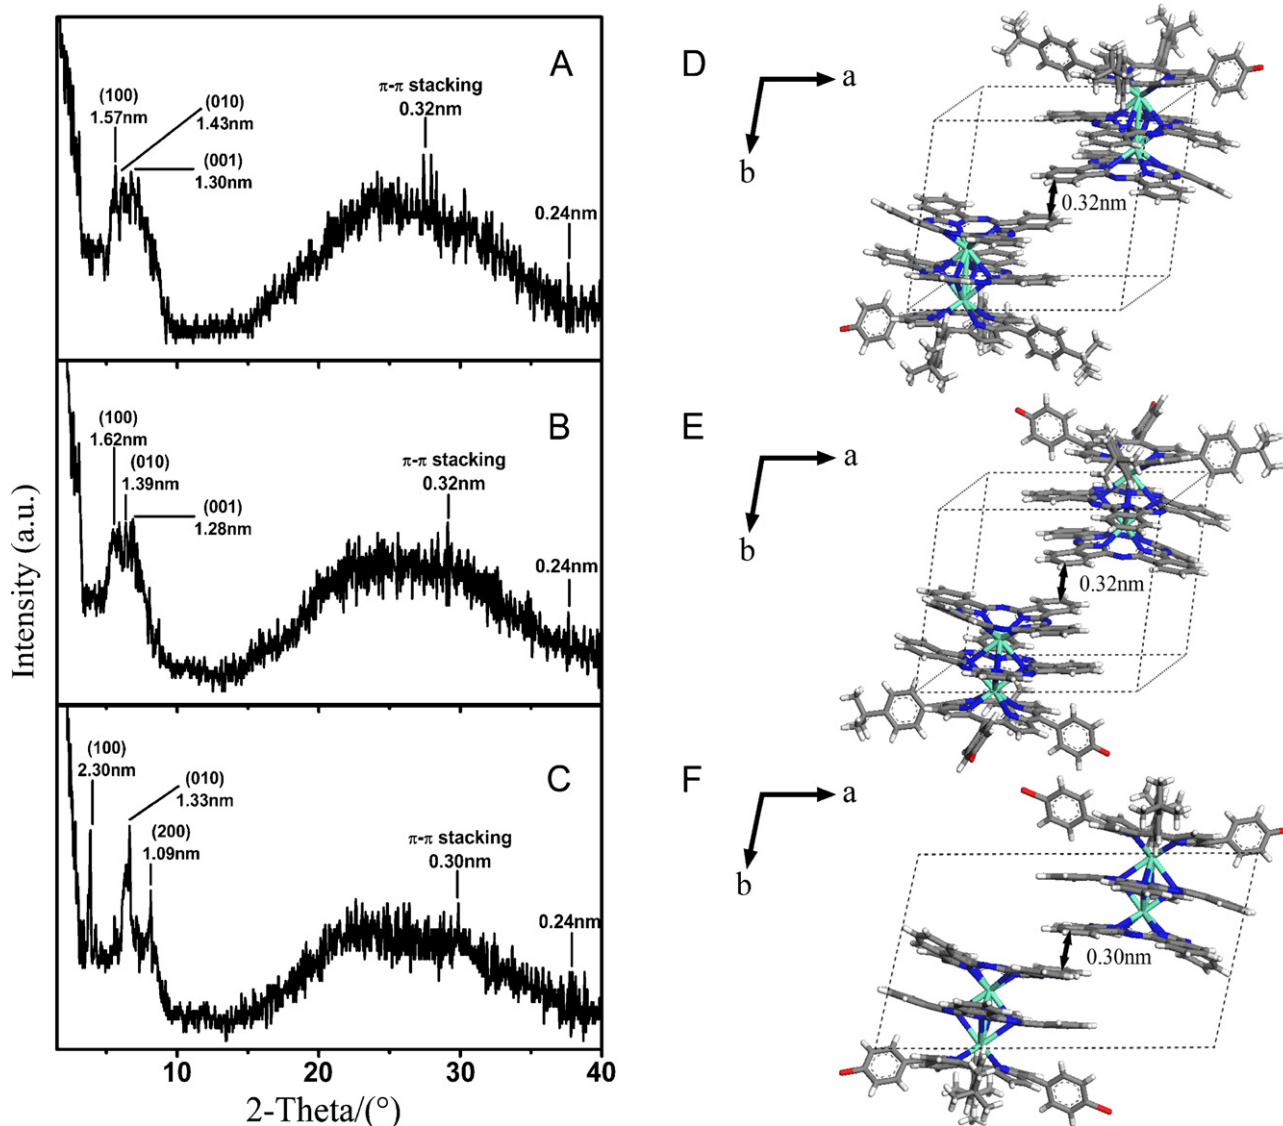 A
(100)
1.57nm
(010)
1.43nm
(001)
1.30nm
π-π stacking
0.32nm
0.24nm
B
(100)
1.62nm
(010)
1.39nm
(001)
1.28nm
π-π stacking
0.32nm
0.24nm
C
(100)
2.30nm
(010)
1.33nm
(200)
1.09nm
π-π stacking
0.30nm
0.24nm
Intensity (a.u.)
10 20 30 40
2-Theta/(°)
D
a
b
0.32nm
E
a
b
0.32nm
F
a
b
0.30nm